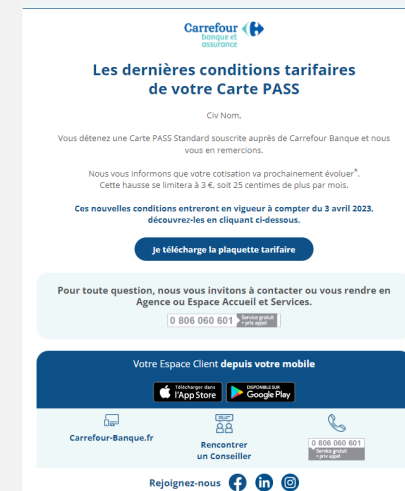 Carrefour
banque et
assurance
Les dernières conditions tarifaires
de votre Carte PASS
Civ Nom,
Vous détenez une Carte PASS Standard souscrite auprès de Carrefour Banque et nous
vous en remercions.
Nous vous informons que votre cotisation va prochainement évoluer*.
Cette hausse se limitera à 3 €, soit 25 centimes de plus par mois.
Ces nouvelles conditions entreront en vigueur à compter du 3 avril 2023,
découvrez-les en cliquant ci-dessous.
Je télécharge la plaquette tarifaire
Pour toute question, nous vous invitons à contacter ou vous rendre en
Agence ou Espace Accueil et Services.
0 806 060 601 Service gratuit
+ prix appel
Votre Espace Client depuis votre mobile
Télécharger dans
l'App Store
DISPONIBLE SUR
Google Play
Carrefour-Banque.fr
Rencontrer
un Conseiller
0 806 060 601
Service gratuit
+ prix appel
Rejoignez-nous